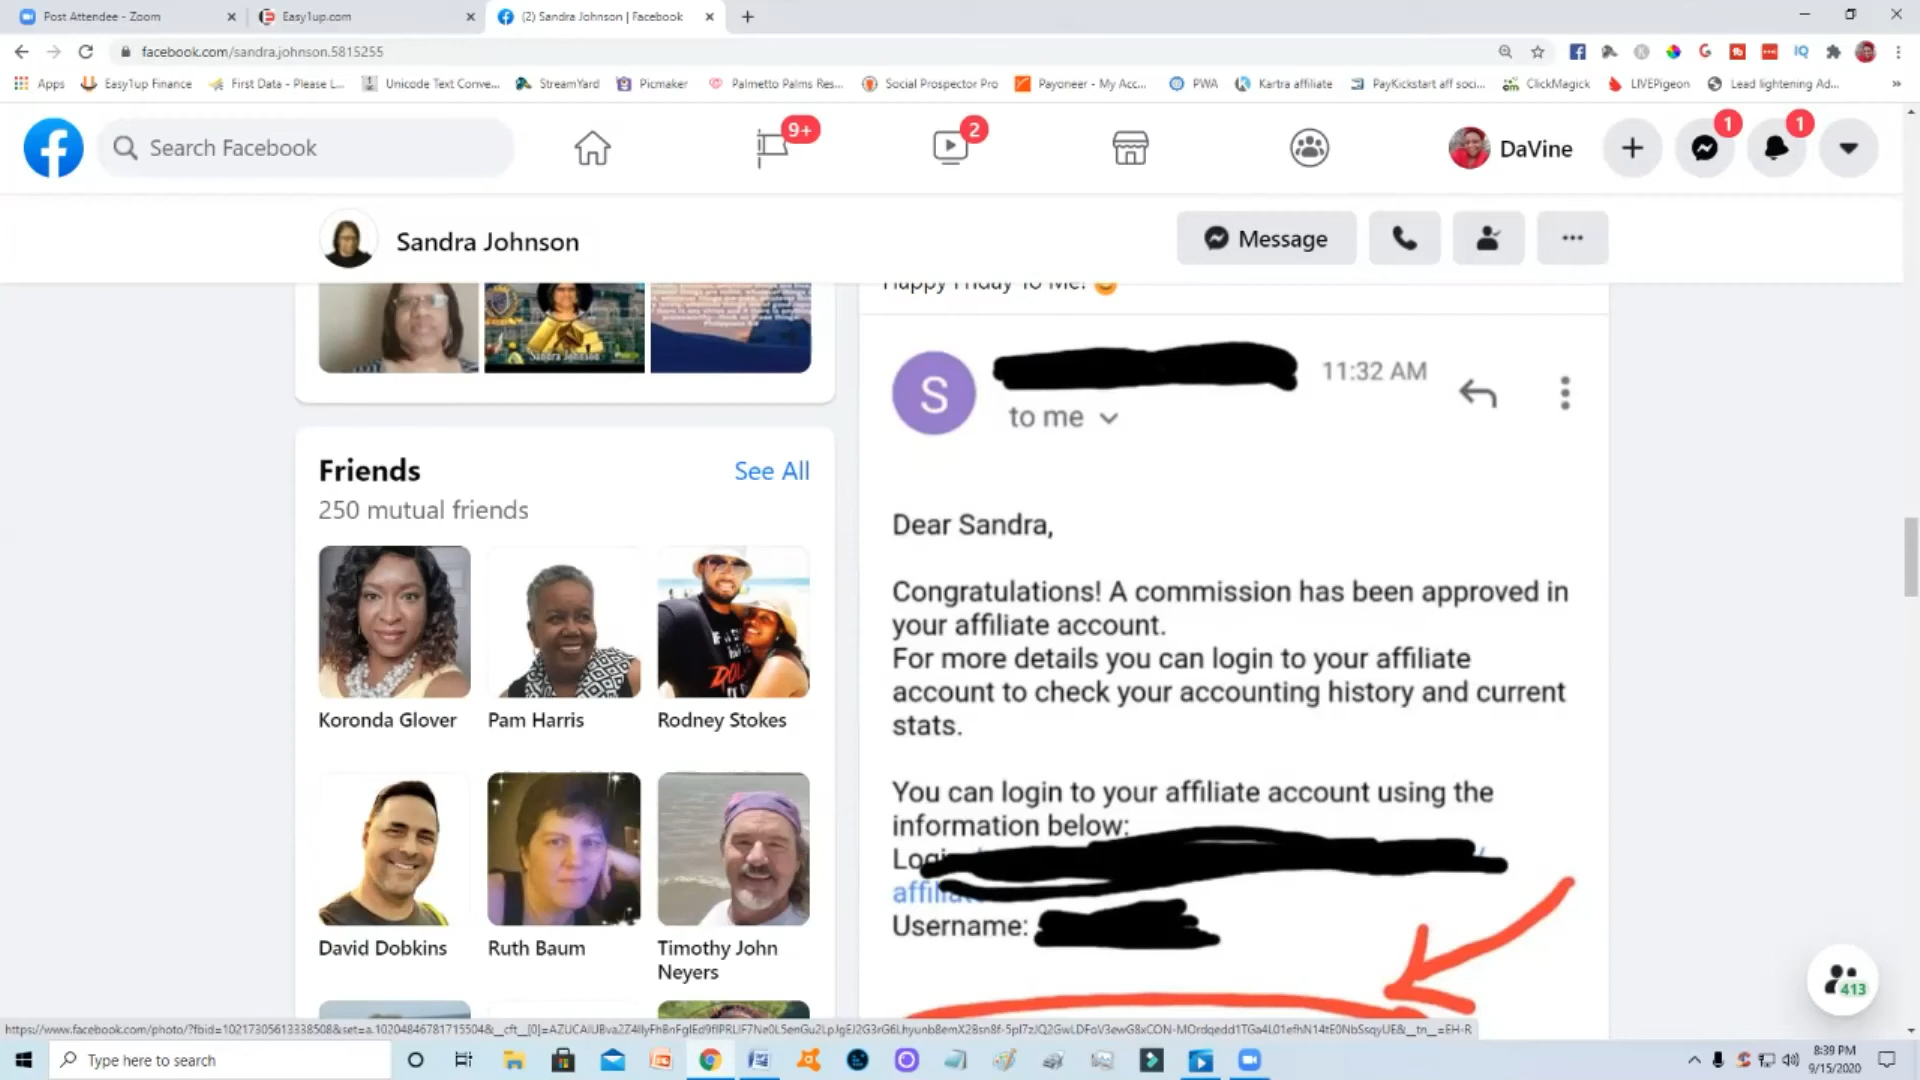 Post Attendee - Zoom
Easy1up.com
(2) Sandra Johnson | Facebook
facebook.com/sandra.johnson.5815255
Apps
Easy1up Finance
First Data - Please L...
Unicode Text Conve...
StreamYard
Picmaker
Palmetto Palms Res...
Social Prospector Pro
Payoneer - My Acc...
PWA
Kartra affiliate
PayKickstart aff soci...
ClickMagick
LIVEPigeon
Lead lightening Ad...
Search Facebook
9+
2
DaVine
1
1
Sandra Johnson
Message
Happy Friday To Me!
Sandra Johnson
Friends
See All
250 mutual friends
Koronda Glover
Pam Harris
Rodney Stokes
David Dobkins
Ruth Baum
Timothy John
Neyers
S
11:32 AM
to me
Dear Sandra,
Congratulations! A commission has been approved in
your affiliate account.
For more details you can login to your affiliate
account to check your accounting history and current
stats.
You can login to your affiliate account using the
information below:
Username:
413
Type here to search
8:39 PM
9/15/2020